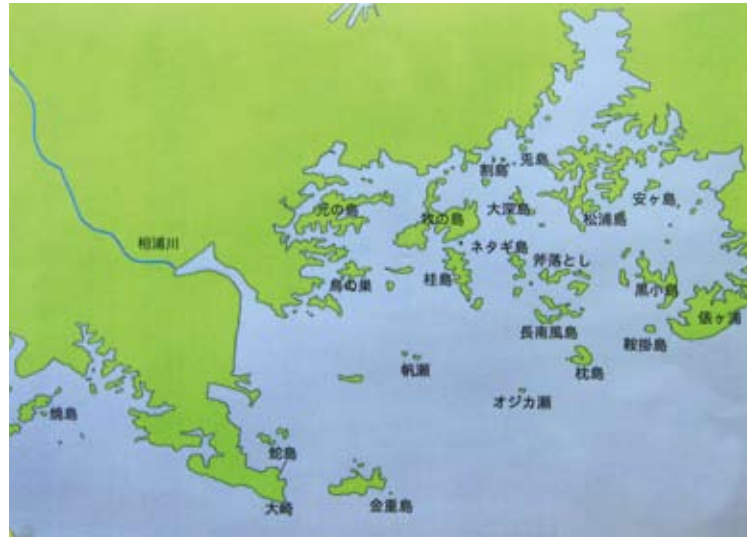 兎島
割島
安ヶ島
元の島
牧の島
大深島
松浦島
相浦川
ネタギ島
斧落とし
鳥の巣
桂島
黒小島
俵ヶ浦
長南風島
鞍掛島
帆瀬
枕島
オジカ瀬
焼島
蛇島
大崎
金重島